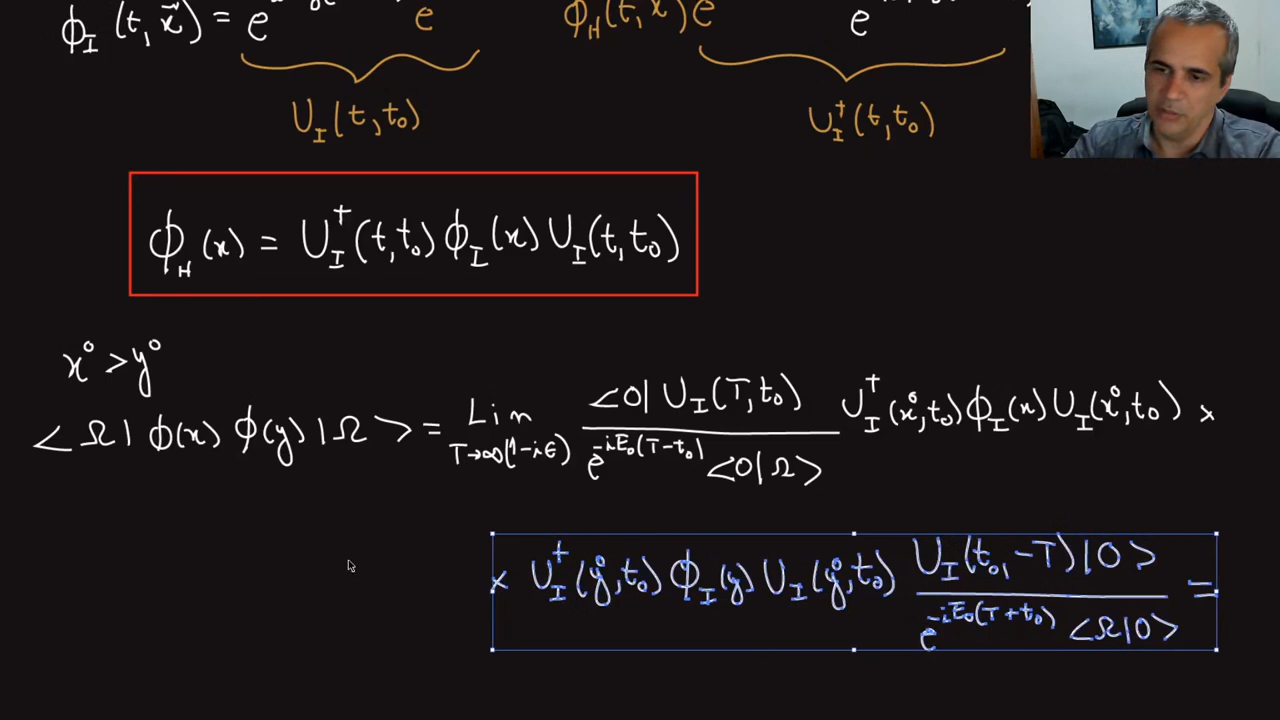 ϕ_I (t, x⃗) = e e ϕ_H(t, x⃗) e e
U_I(t, t₀) U_I†(t, t₀)
ϕ_H(x) = U_I†(t, t₀) ϕ_I(x) U_I(t, t₀)
x⁰ > y⁰
<Ω| ϕ(x) ϕ(y) |Ω> = Lim_{T→∞(1-iϵ)} <0| U_I(T, t₀) / e^{-iE₀(T-t₀)} <0|Ω> U_I†(x⁰, t₀) ϕ_I(x) U_I(x⁰, t₀) ×
× U_I†(y⁰, t₀) ϕ_I(y) U_I(y⁰, t₀) U_I(t₀, -T) |0> / e^{-iE₀(T+t₀)} <Ω|0> =